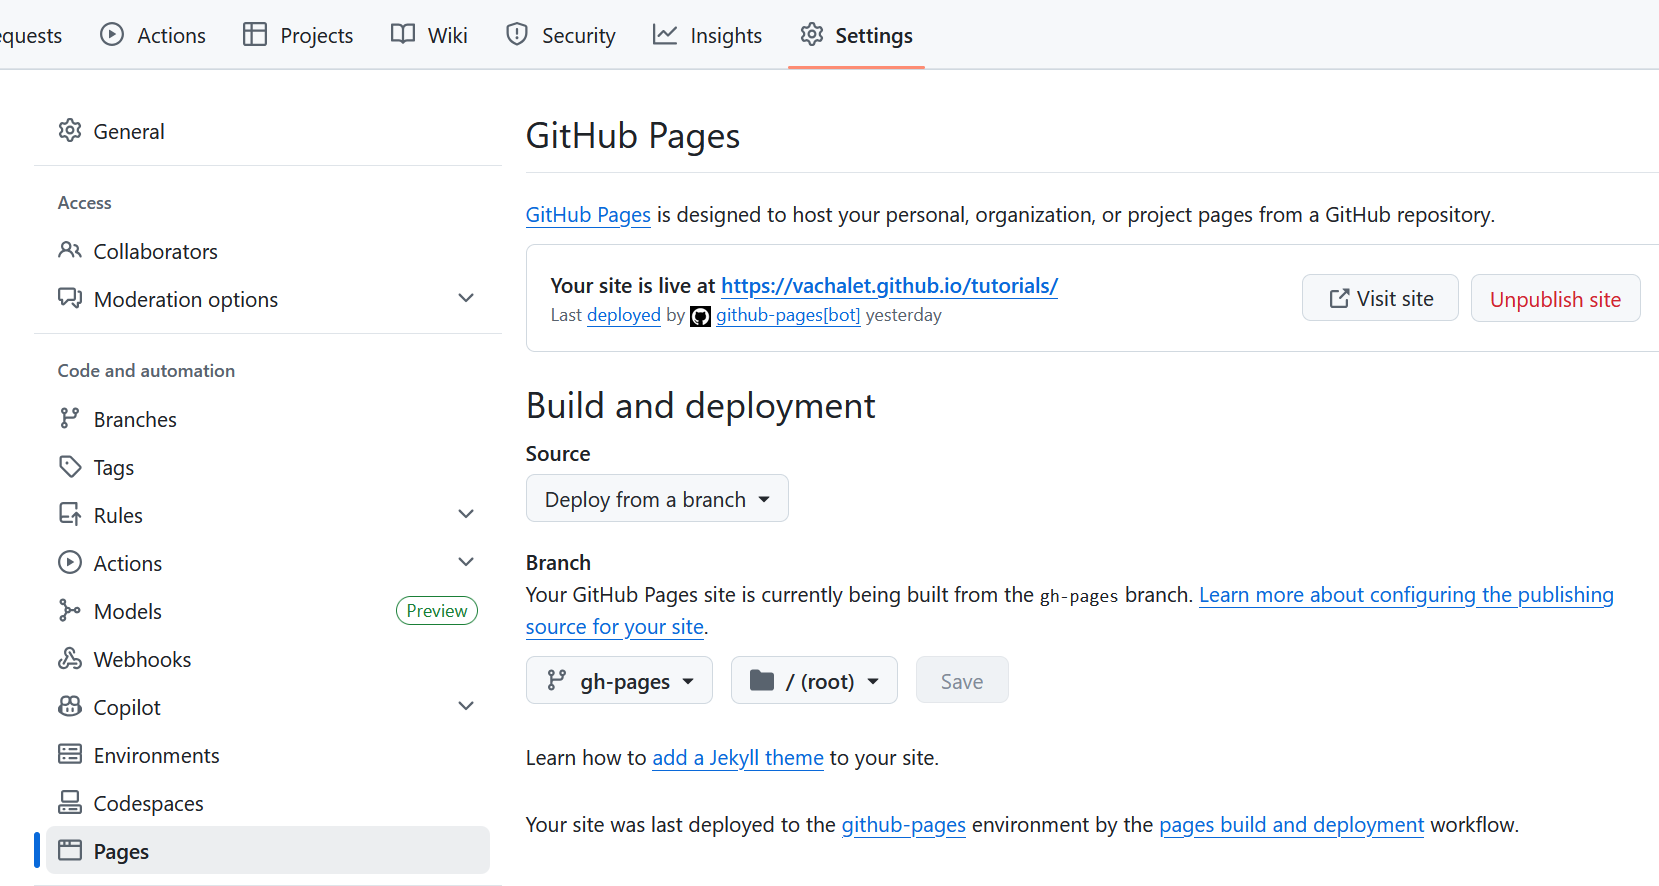 equests Actions Projects Wiki Security Insights Settings
General
Access
Collaborators
Moderation options
Code and automation
Branches
Tags
Rules
Actions
Models Preview
Webhooks
Copilot
Environments
Codespaces
Pages
GitHub Pages
GitHub Pages is designed to host your personal, organization, or project pages from a GitHub repository.
Your site is live at https://vachalet.github.io/tutorials/
Last deployed by github-pages[bot] yesterday
Visit site Unpublish site
Build and deployment
Source
Deploy from a branch
Branch
Your GitHub Pages site is currently being built from the gh-pages branch. Learn more about configuring the publishing
source for your site.
gh-pages / (root) Save
Learn how to add a Jekyll theme to your site.
Your site was last deployed to the github-pages environment by the pages build and deployment workflow.